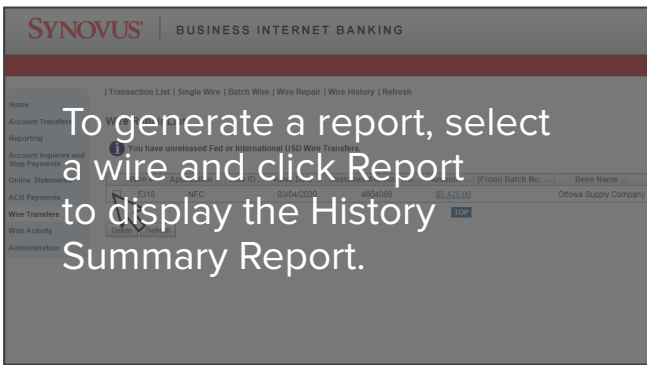 SYNOVUS® BUSINESS INTERNET BANKING
| Transaction List | Single Wire | Batch Wire | Wire Repair | Wire History | Refresh
Home
Account Transfers
Reporting
Account Inquiries and
Stop Payments
Online Statements
ACH Payments
Wire Transfers
Wire Activity
Administration
To generate a report, select
a wire and click Report
to display the History
Summary Report.
You have unreleased Fed or International USD Wire Transfers.
(From) Batch No. ... Bene Name ...
5318 NFC 03/04/2020 4604089 $5,425.00 Ottowa Supply Company
TOP
Delete Refresh